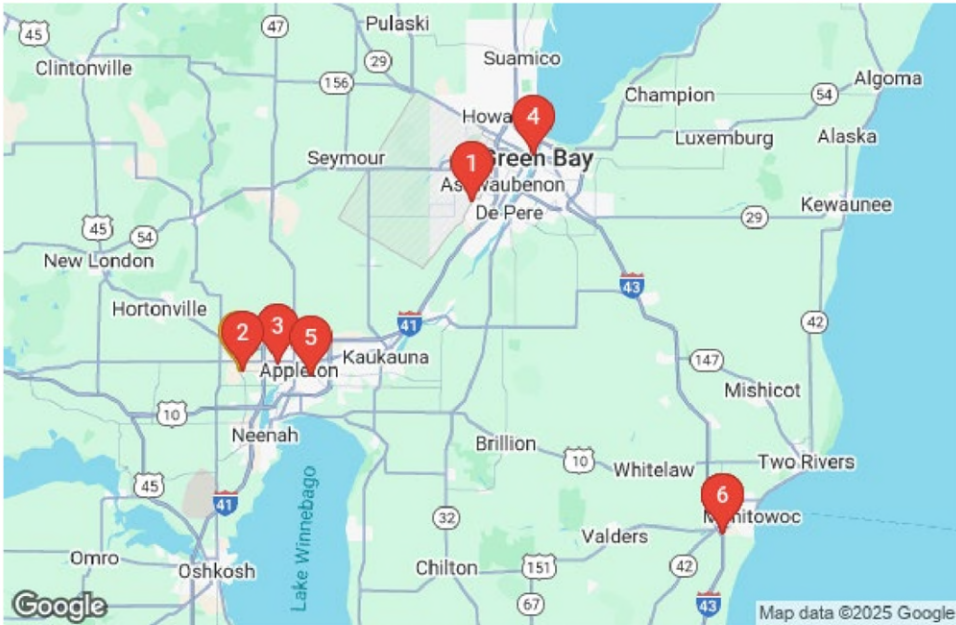 45
47
Pulaski
Suamico
Clintonville
29
156
Champion
Algoma
54
Howa
4
Luxemburg
Alaska
Seymour
1
Green Bay
Ashwaubenon
De Pere
Kewaunee
29
45
54
New London
43
Hortonville
2
3
5
41
42
Kaukauna
Appleton
147
Mishicot
10
Neenah
Brillion
10
Whitelaw
Two Rivers
45
41
Lake Winnebago
6
Manitowoc
32
Valders
Omro
Oshkosh
Chilton
151
42
67
43
Google
Map data ©2025 Google